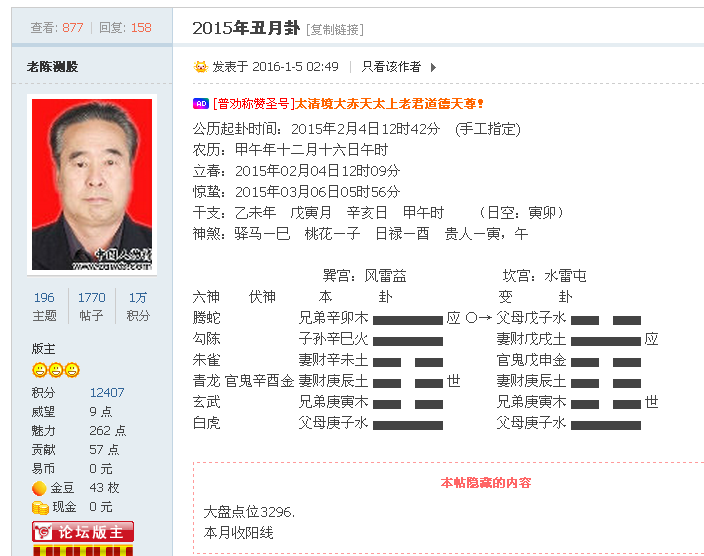 查看: 877 | 回复: 158
2015年丑月卦 [复制链接]
老陈测股
发表于 2016-1-5 02:49 | 只看该作者
AD [普劝称赞圣号]太清境大赤天太上老君道德天尊!
公历起卦时间：2015年2月4日12时42分 (手工指定)
农历：甲午年十二月十六日午时
立春：2015年02月04日12时09分
惊蛰：2015年03月06日05时56分
干支：乙未年 戊寅月 辛亥日 甲午时 （日空：寅卯）
神煞：驿马—巳 桃花—子 日禄—酉 贵人—寅，午
巽宫：风雷益 坎宫：水雷屯
六神 伏神 本 卦 变 卦
腾蛇 兄弟辛卯木 应 ○→ 父母戊子水
勾陈 子孙辛巳火 妻财戊戌土 应
朱雀 妻财辛未土 官鬼戊申金
青龙 官鬼辛酉金 妻财庚辰土 世 妻财庚辰土
玄武 兄弟庚寅木 兄弟庚寅木 世
白虎 父母庚子水 父母庚子水
本帖隐藏的内容
大盘点位3296.
本月收阳线
196 1770 1万
主题 帖子 积分
版主
积分 12407
威望 9 点
魅力 262 点
贡献 57 点
易币 0 元
金豆 43 枚
现金 0 元
论坛版主